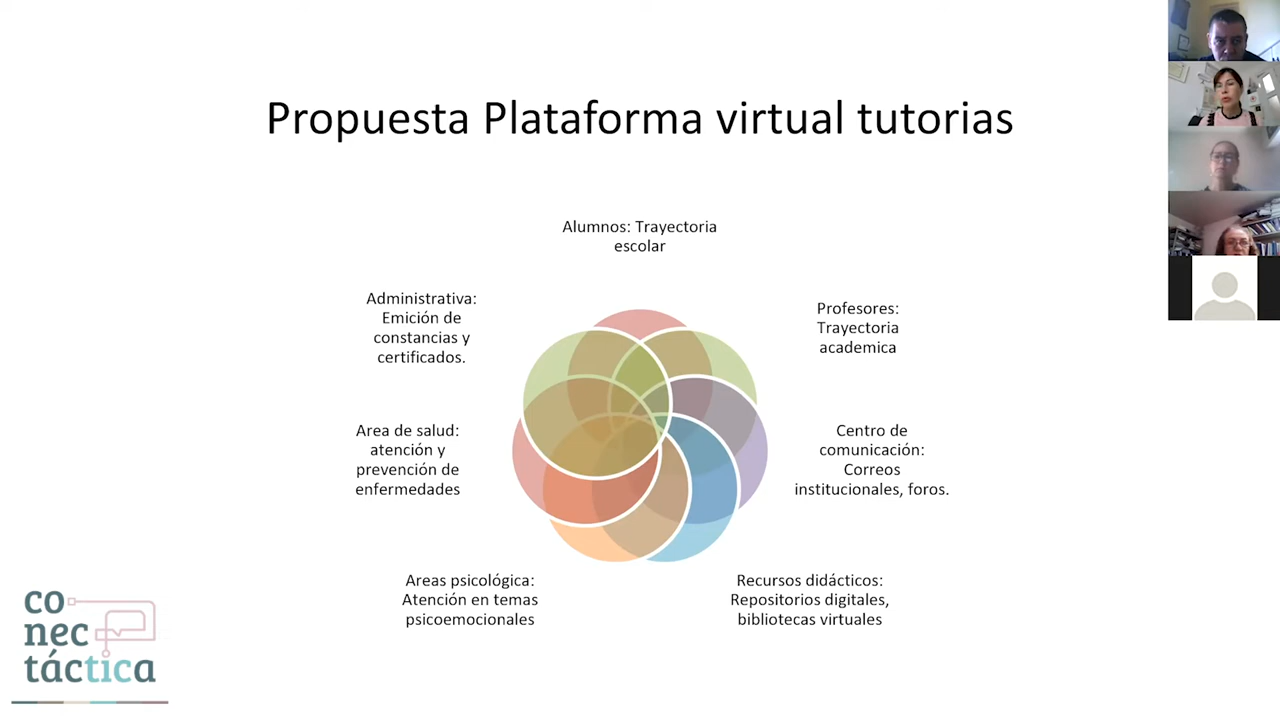 Propuesta Plataforma virtual tutorias
Alumnos: Trayectoria
escolar
Profesores:
Trayectoria
academica
Centro de
comunicación:
Correos
institucionales, foros.
Recursos didácticos:
Repositorios digitales,
bibliotecas virtuales
Areas psicológica:
Atención en temas
psicoemocionales
Area de salud:
atención y
prevención de
enfermedades
Administrativa:
Emición de
constancias y
certificados.
co
nec
táctica